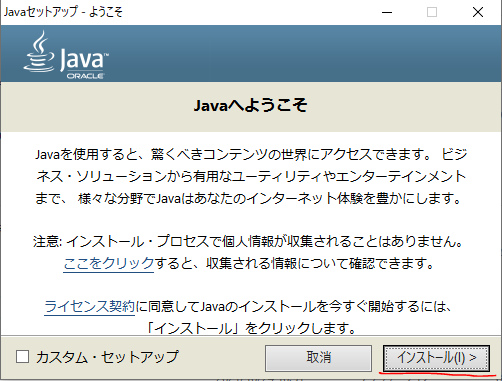 Javaセットアップ - ようこそ
Java
ORACLE
Javaへようこそ
Javaを使用すると、驚くべきコンテンツの世界にアクセスできます。 ビジ
ネス・ソリューションから有用なユーティリティやエンターテインメント
まで、 様々な分野でJavaはあなたのインターネット体験を豊かにします。
注意: インストール・プロセスで個人情報が収集されることはありません。
ここをクリックすると、収集される情報について確認できます。
ライセンス契約に同意してJavaのインストールを今すぐ開始するには、
「インストール」をクリックします。
カスタム・セットアップ
取消
インストール(I) >